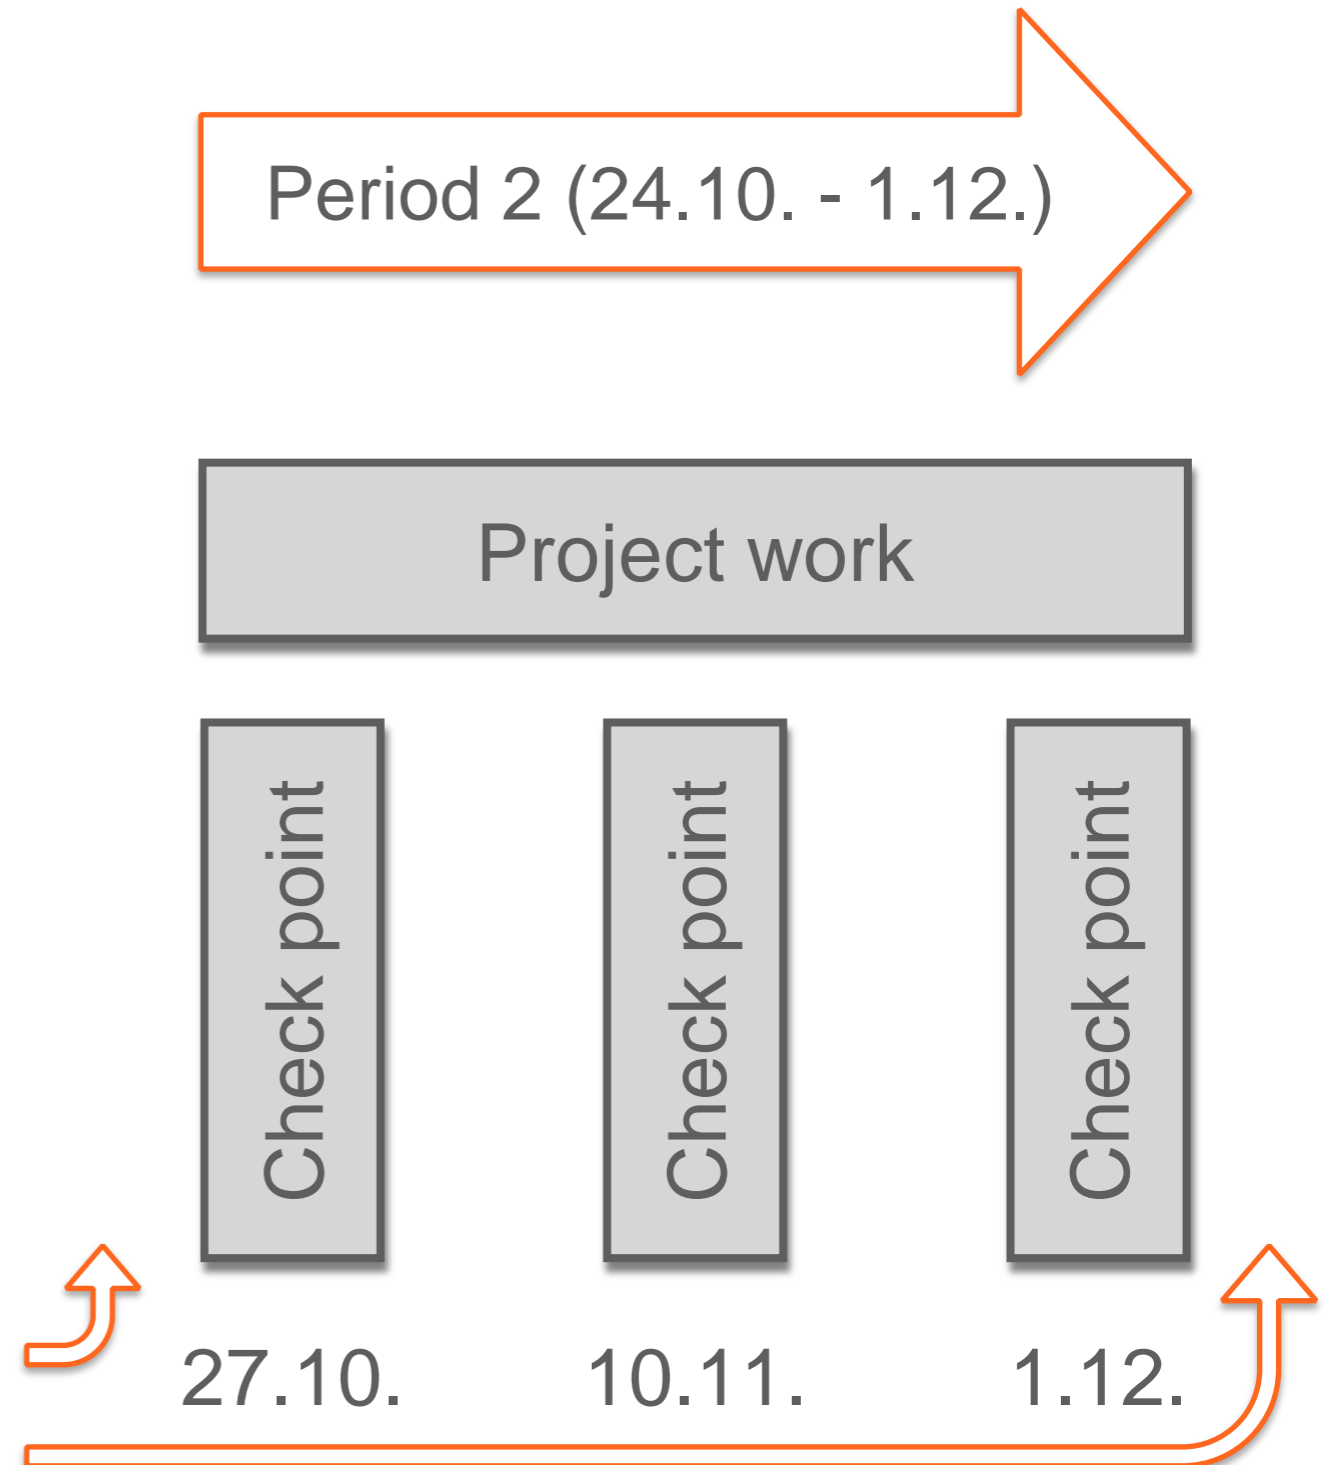 Period 2 (24.10. - 1.12.)
Project work
Check point
Check point
Check point
27.10.
10.11.
1.12.